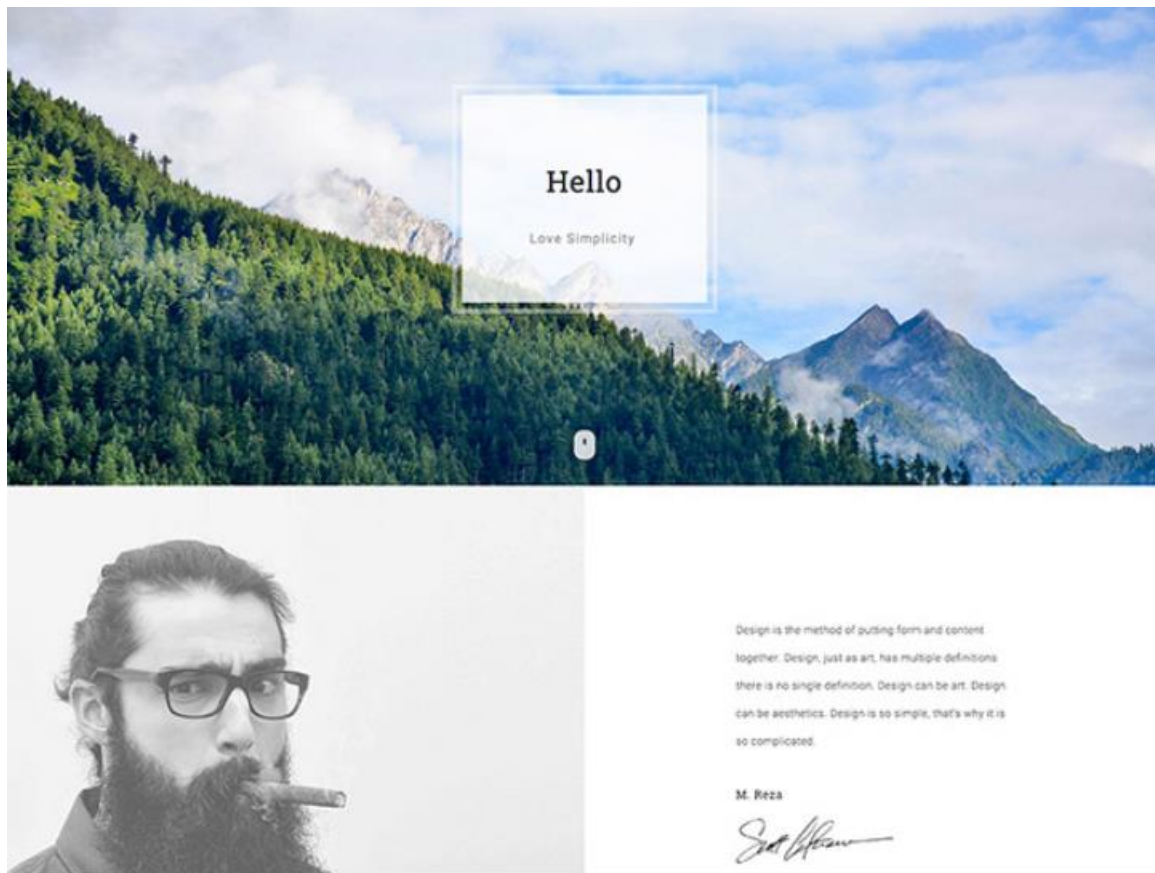 Hello
Love Simplicity
Design is the method of putting form and content
together. Design, just as art, has multiple definitions
there is no single definition. Design can be art. Design
can be aesthetics. Design is so simple, that's why it is
so complicated.
M. Reza